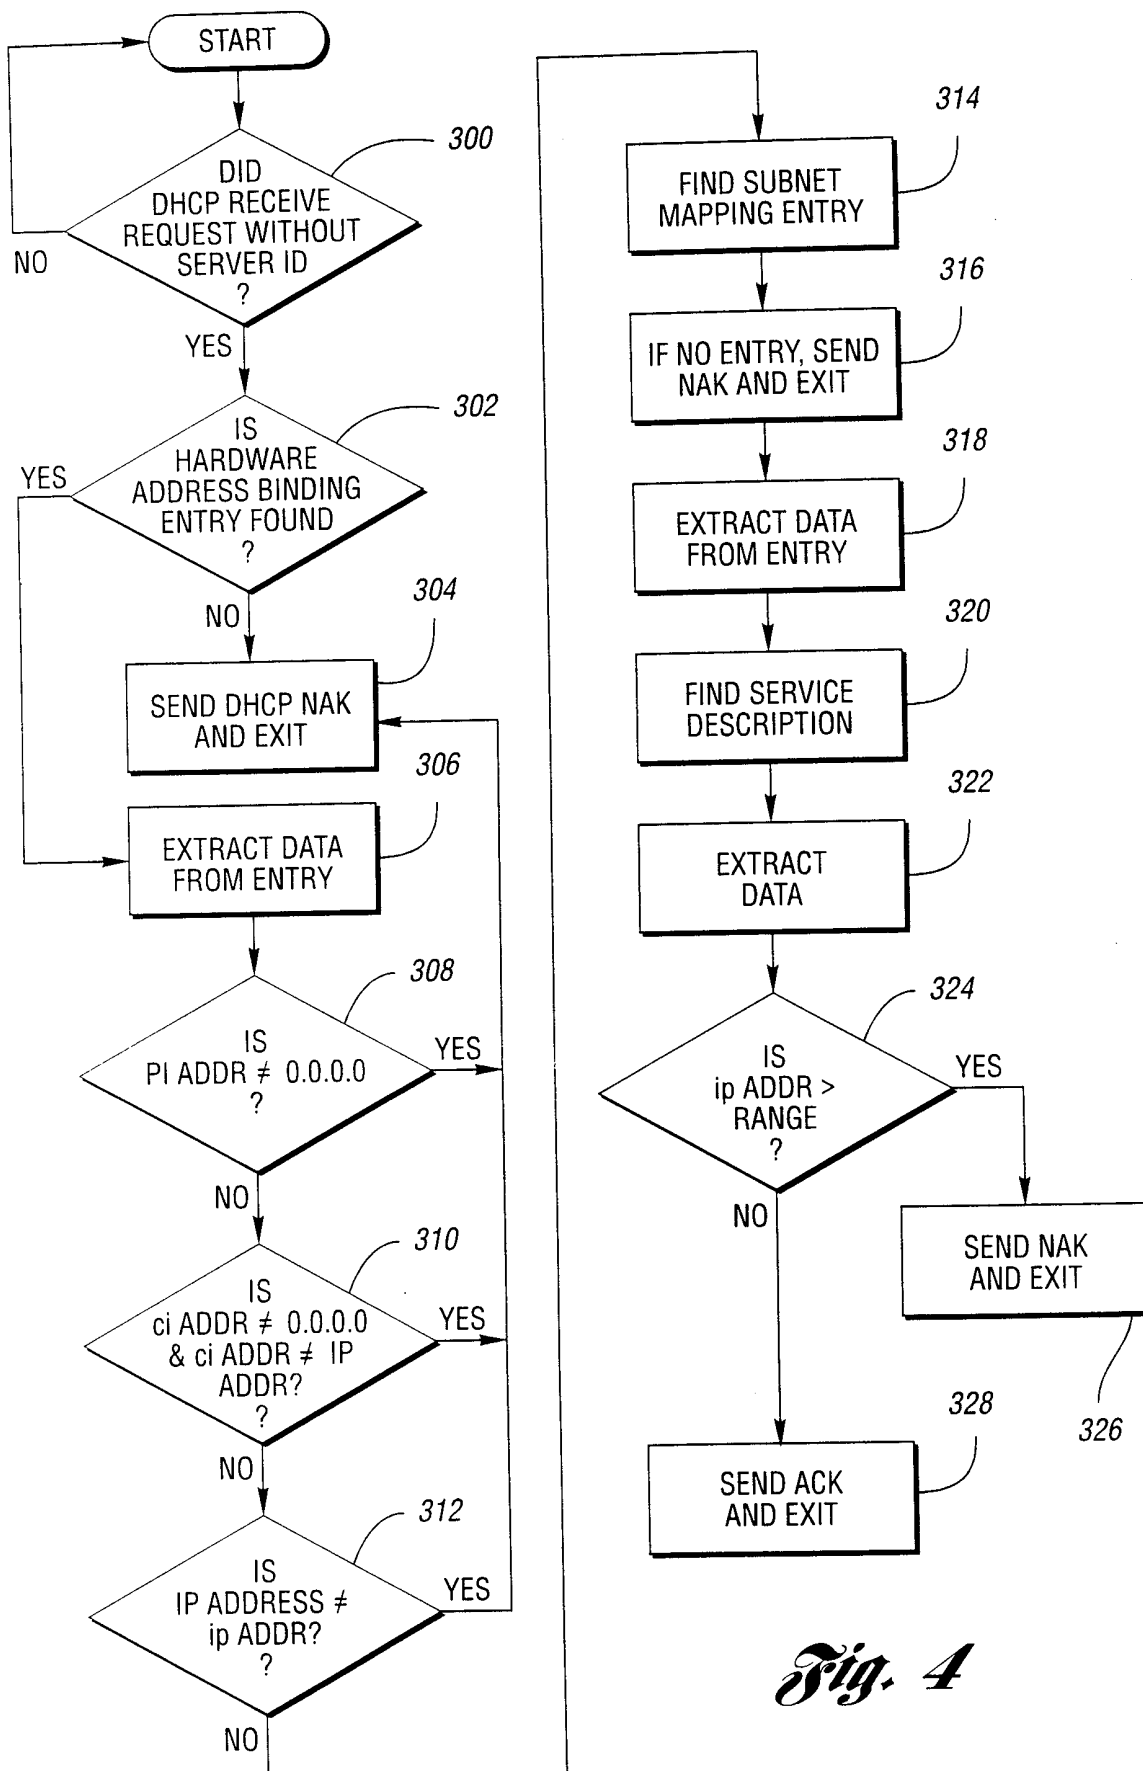 START
300
DID
DHCP RECEIVE
REQUEST WITHOUT
SERVER ID
?
NO
YES
302
IS
HARDWARE
ADDRESS BINDING
ENTRY FOUND
?
YES
NO
304
SEND DHCP NAK
AND EXIT
306
EXTRACT DATA
FROM ENTRY
308
IS
PI ADDR ≠ 0.0.0.0
?
YES
NO
310
IS
ci ADDR ≠ 0.0.0.0
& ci ADDR ≠ IP
ADDR?
?
YES
NO
312
IS
IP ADDRESS ≠
ip ADDR?
?
YES
NO
314
FIND SUBNET
MAPPING ENTRY
316
IF NO ENTRY, SEND
NAK AND EXIT
318
EXTRACT DATA
FROM ENTRY
320
FIND SERVICE
DESCRIPTION
322
EXTRACT
DATA
324
IS
ip ADDR >
RANGE
?
YES
NO
SEND NAK
AND EXIT
326
328
SEND ACK
AND EXIT
Fig. 4